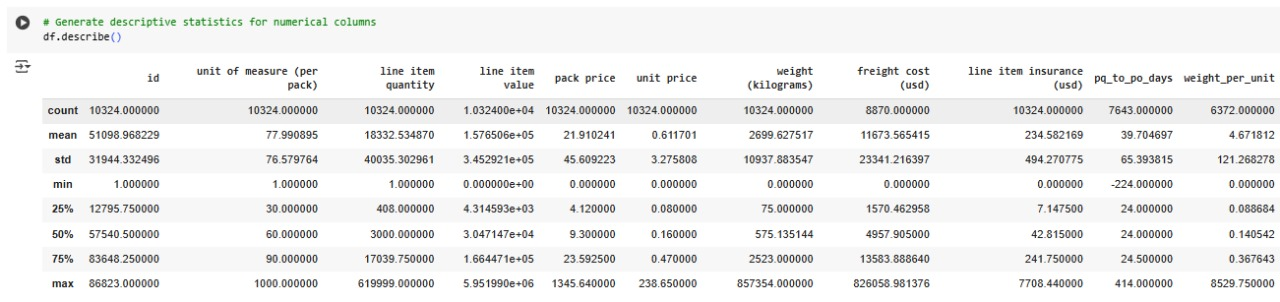 # Generate descriptive statistics for numerical columns
df.describe()
id unit of measure (per pack) line item quantity line item value pack price unit price weight (kilograms) freight cost (usd) line item insurance (usd) pq_to_po_days weight_per_unit
count 10324.000000 10324.000000 10324.000000 1.032400e+04 10324.000000 10324.000000 10324.000000 8870.000000 10324.000000 7643.000000 6372.000000
mean 51098.968229 77.990895 18332.534870 1.576506e+05 21.910241 0.611701 2699.627517 11673.565415 234.582169 39.704697 4.671812
std 31944.332496 76.579764 40035.302961 3.452921e+05 45.609223 3.275808 10937.883547 23341.216397 494.270775 65.393815 121.268278
min 1.000000 1.000000 1.000000 0.000000e+00 0.000000 0.000000 0.000000 0.000000 0.000000 -224.000000 0.000000
25% 12795.750000 30.000000 408.000000 4.314593e+03 4.120000 0.080000 75.000000 1570.462958 7.147500 24.000000 0.088684
50% 57540.500000 60.000000 3000.000000 3.047147e+04 9.300000 0.160000 575.135144 4957.905000 42.815000 24.000000 0.140542
75% 83648.250000 90.000000 17039.750000 1.664471e+05 23.592500 0.470000 2523.000000 13583.888640 241.750000 24.500000 0.367643
max 86823.000000 1000.000000 619999.000000 5.951990e+06 1345.640000 238.650000 857354.000000 826058.981376 7708.440000 414.000000 8529.750000